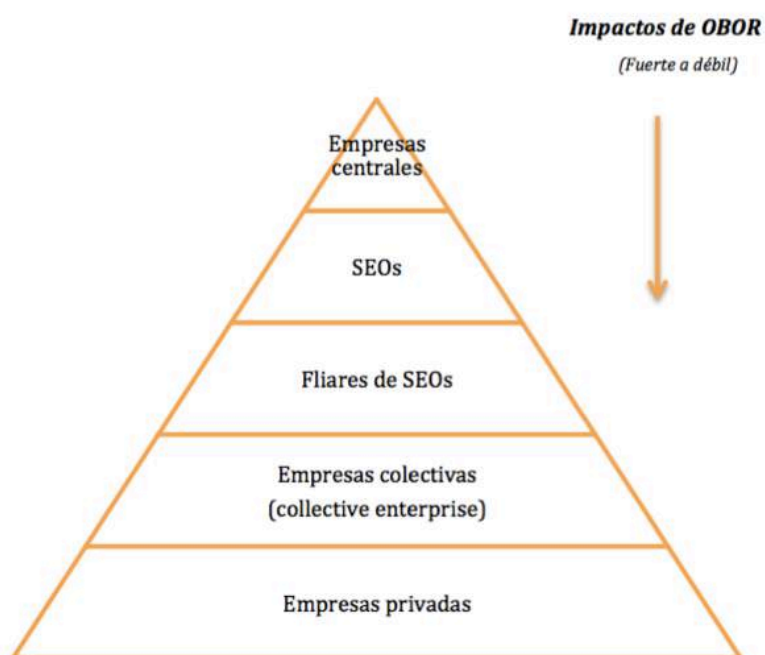 Impactos de OBOR
(Fuerte a débil)
Empresas
centrales
SEOs
Fliares de SEOs
Empresas colectivas
(collective enterprise)
Empresas privadas